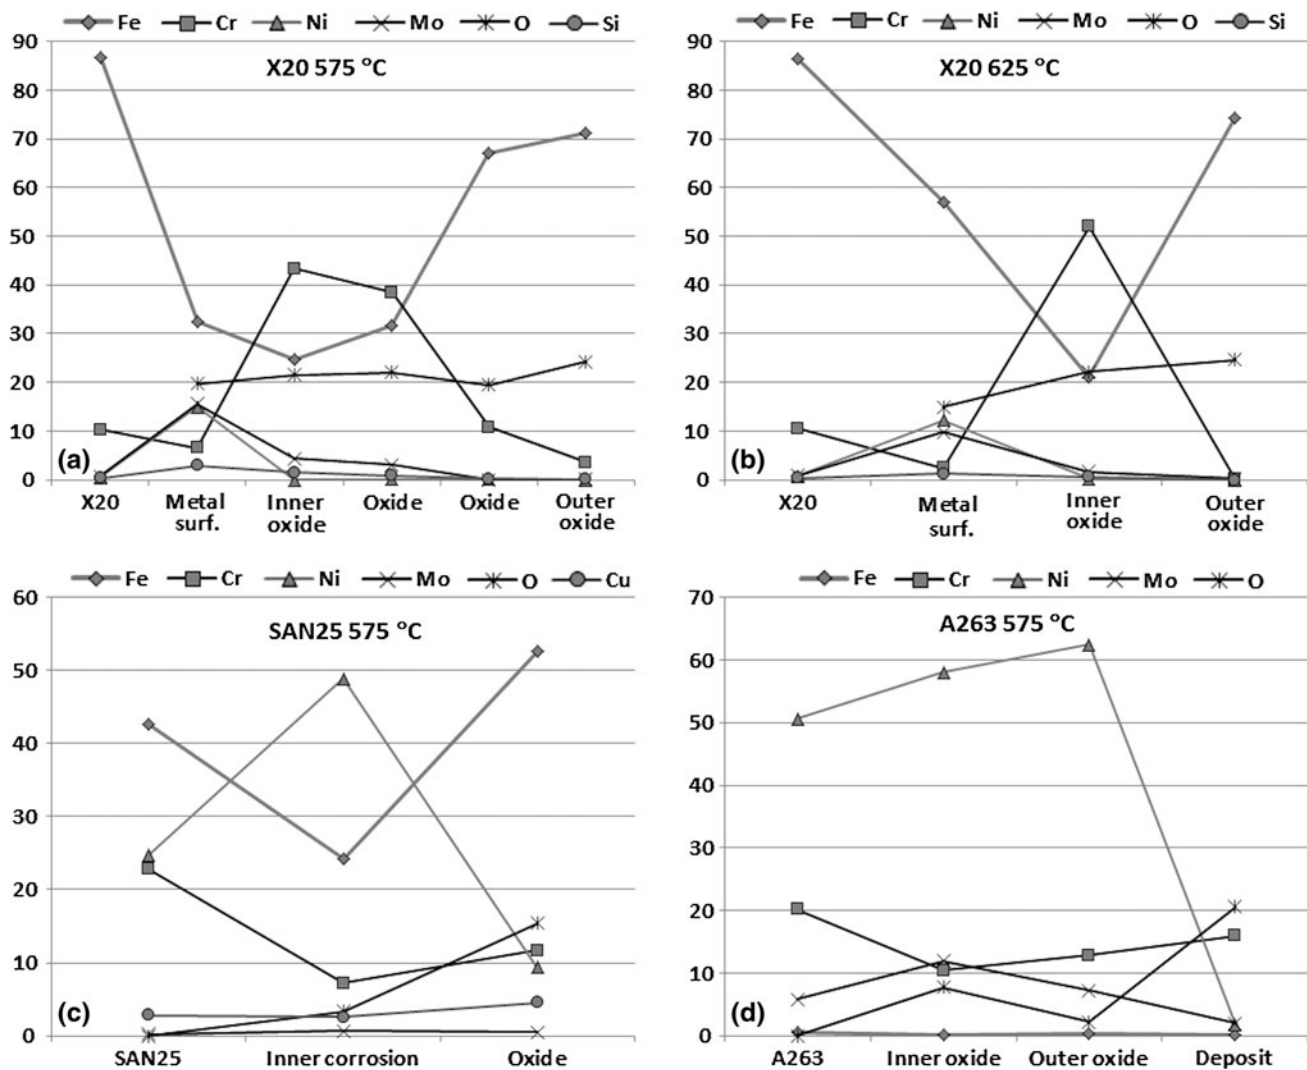 Fe Cr Ni Mo O Si
90
80
70
60
50
40
30
20
10
0
X20 575 °C
(a)
X20 Metal surf. Inner oxide Oxide Oxide Outer oxide
Fe Cr Ni Mo O Si
90
80
70
60
50
40
30
20
10
0
X20 625 °C
(b)
X20 Metal surf. Inner oxide Outer oxide
Fe Cr Ni Mo O Cu
60
50
40
30
20
10
0
SAN25 575 °C
(c)
SAN25 Inner corrosion Oxide
Fe Cr Ni Mo O
70
60
50
40
30
20
10
0
A263 575 °C
(d)
A263 Inner oxide Outer oxide Deposit